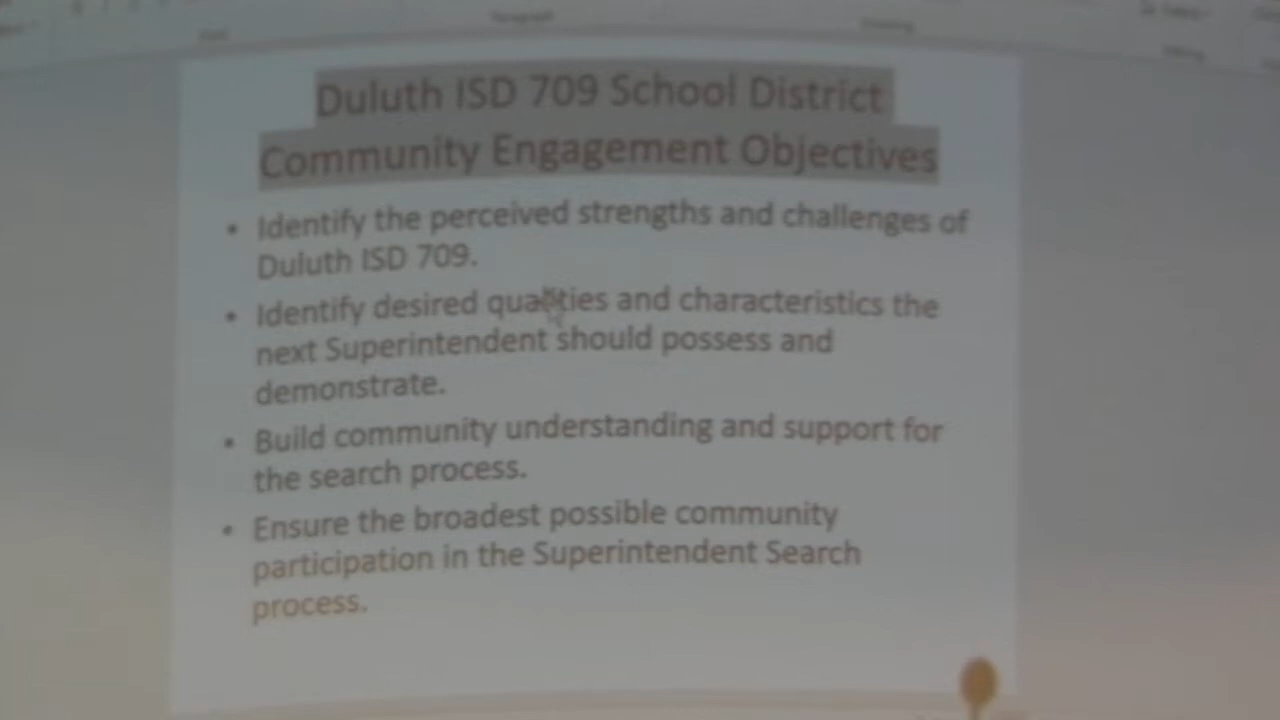 Paragraph
Duluth ISD 709 School District
Community Engagement Objectives
• Identify the perceived strengths and challenges of
Duluth ISD 709.
• Identify desired qualities and characteristics the
next Superintendent should possess and
demonstrate.
• Build community understanding and support for
the search process.
• Ensure the broadest possible community
participation in the Superintendent Search
process.